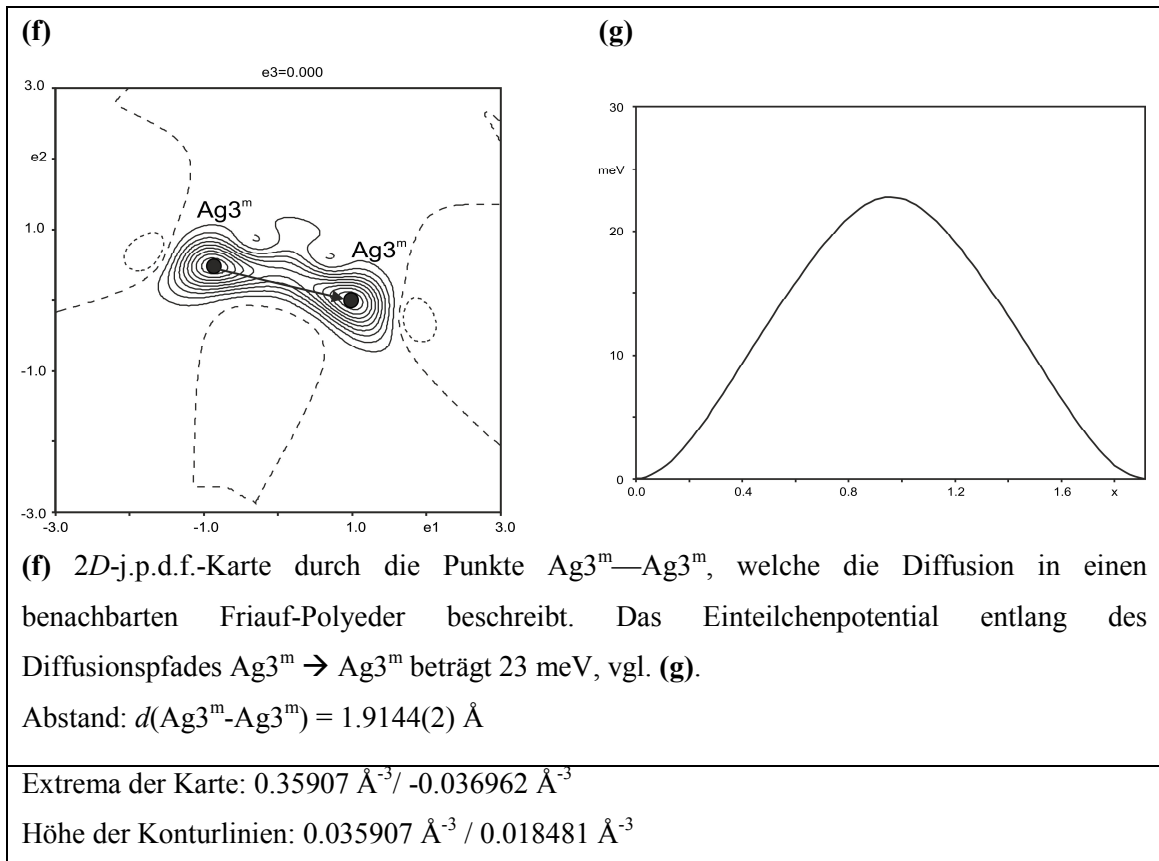 (f)
(g)
e3=0.000
3.0
e2
1.0
-1.0
-3.0
-3.0
-1.0
1.0
e1
3.0
Ag3ᵐ
Ag3ᵐ
30
meV
20
10
0
0.0
0.4
0.8
1.2
1.6
x
(f) 2D-j.p.d.f.-Karte durch die Punkte Ag3ᵐ—Ag3ᵐ, welche die Diffusion in einen
benachbarten Friauf-Polyeder beschreibt. Das Einteilchenpotential entlang des
Diffusionspfades Ag3ᵐ → Ag3ᵐ beträgt 23 meV, vgl. (g).
Abstand: d(Ag3ᵐ-Ag3ᵐ) = 1.9144(2) Å
Extrema der Karte: 0.35907 Å⁻³/ -0.036962 Å⁻³
Höhe der Konturlinien: 0.035907 Å⁻³ / 0.018481 Å⁻³